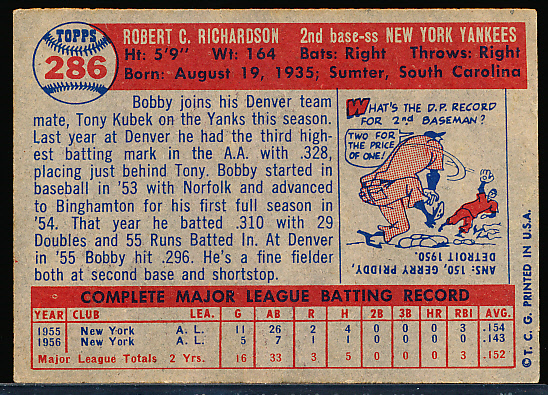 TOPPS
286
ROBERT C. RICHARDSON 2nd base-ss NEW YORK YANKEES
Ht: 5'9" Wt: 164 Bats: Right Throws: Right
Born: August 19, 1935; Sumter, South Carolina
Bobby joins his Denver team
mate, Tony Kubek on the Yanks this season.
Last year at Denver he had the third high-
est batting mark in the A.A. with .328,
placing just behind Tony. Bobby started in
baseball in '53 with Norfolk and advanced
to Binghamton for his first full season in
'54. That year he batted .310 with 29
Doubles and 55 Runs Batted In. At Denver
in '55 Bobby hit .296. He's a fine fielder
both at second base and shortstop.
WHAT'S THE D.P. RECORD
FOR 2nd BASEMAN?
TWO FOR
THE PRICE
OF ONE!
ANS: 150, GERRY PRIDDY,
DETROIT 1950.
COMPLETE MAJOR LEAGUE BATTING RECORD
YEAR CLUB LEA. G AB R H 2B 3B HR RBI AV.
1955 New York A. L. 11 26 2 4 0 0 0 3 .154
1956 New York A. L. 5 7 1 1 0 0 0 0 .143
Major League Totals 2 Yrs. 16 33 3 5 0 0 0 3 .152
© T. C. G. PRINTED IN U.S.A.